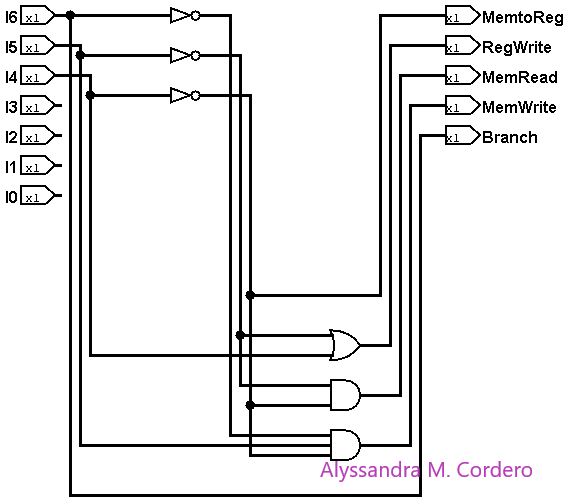 I6 x1 x1 MemtoReg
I5 x1 x1 RegWrite
I4 x1 x1 MemRead
I3 x1 x1 MemWrite
I2 x1 x1 Branch
I1 x1
I0 x1
Alyssandra M. Cordero